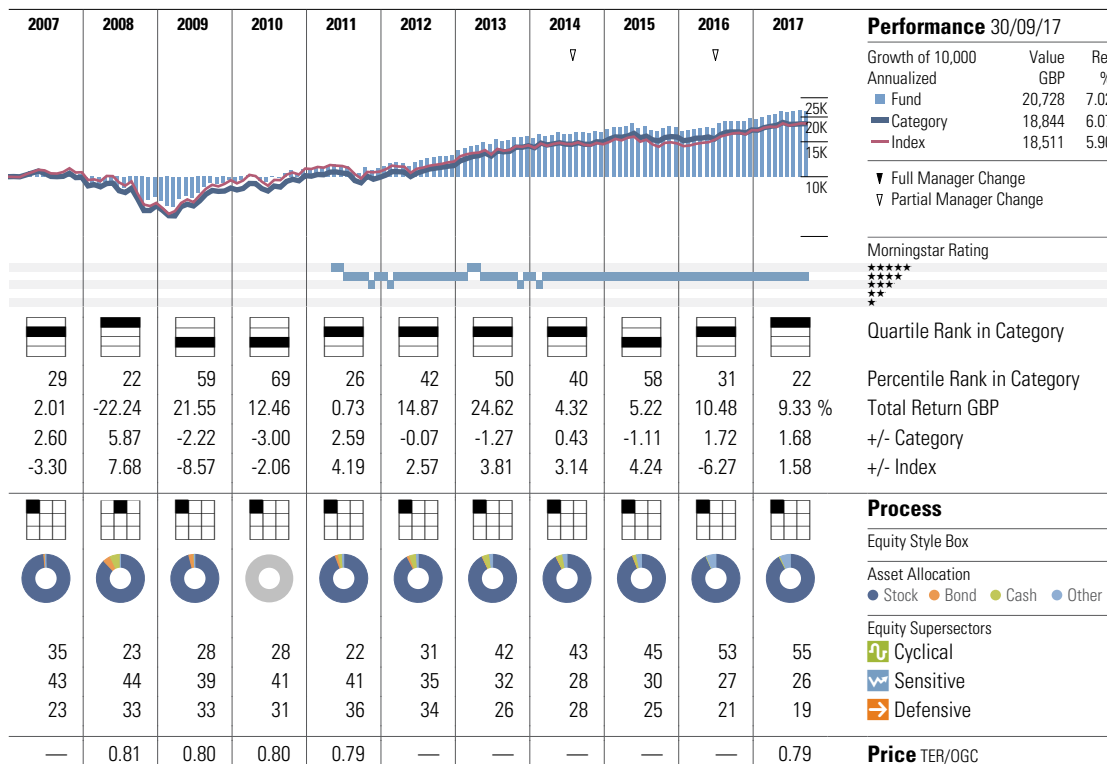 2007 2008 2009 2010 2011 2012 2013 2014 2015 2016 2017
Performance 30/09/17
Growth of 10,000 Value
Annualized GBP
Fund 20,728
Category 18,844
Index 18,511
Full Manager Change
Partial Manager Change
25K
20K
15K
10K
Morningstar Rating
★★★★★
★★★★
★★★
★★
★
Quartile Rank in Category
29 22 59 69 26 42 50 40 58 31 22 Percentile Rank in Category
2.01 -22.24 21.55 12.46 0.73 14.87 24.62 4.32 5.22 10.48 9.33 % Total Return GBP
2.60 5.87 -2.22 -3.00 2.59 -0.07 -1.27 0.43 -1.11 1.72 1.68 +/- Category
-3.30 7.68 -8.57 -2.06 4.19 2.57 3.81 3.14 4.24 -6.27 1.58 +/- Index
Process
Equity Style Box
Asset Allocation
Stock Bond Cash Other
Equity Supersectors
35 23 28 28 22 31 42 43 45 53 55 Cyclical
43 44 39 41 41 35 32 28 30 27 26 Sensitive
23 33 33 31 36 34 26 28 25 21 19 Defensive
— 0.81 0.80 0.80 0.79 — — — — — 0.79 Price TER/OGC